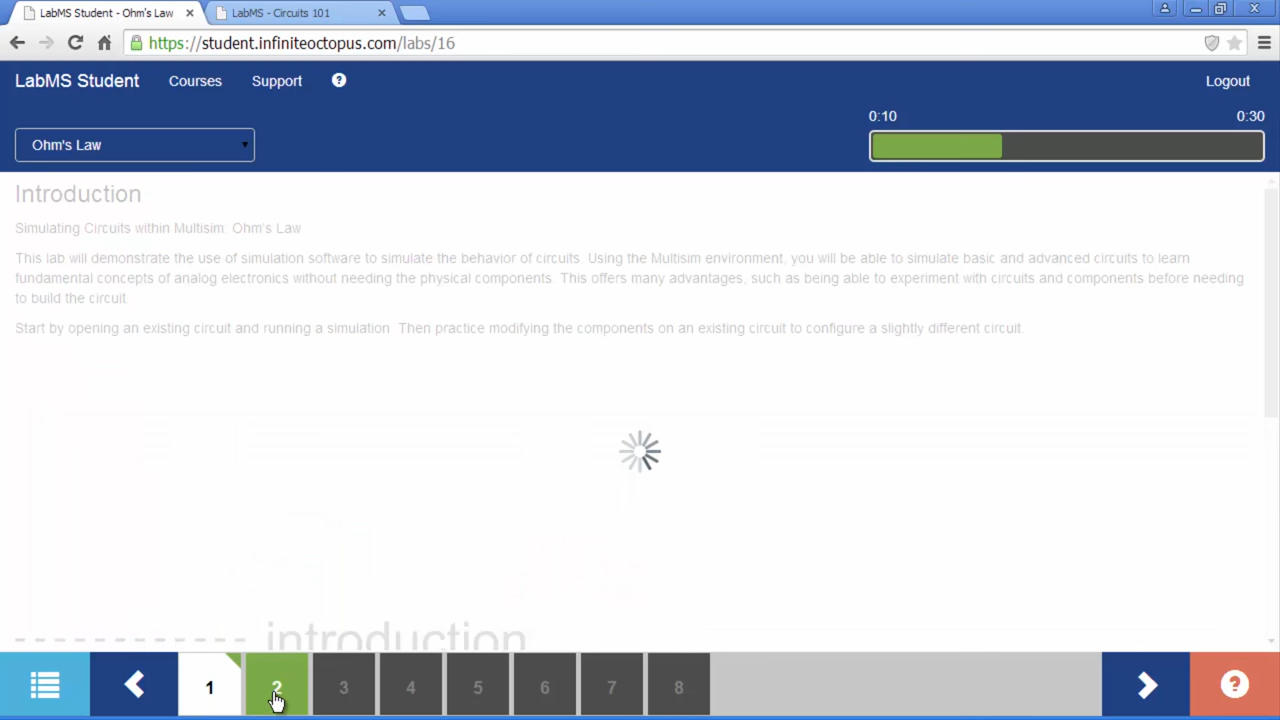 LabMS Student - Ohm's Law
LabMS - Circuits 101
https://student.infiniteoctopus.com/labs/16
LabMS Student Courses Support ? Logout
0:10 0:30
Ohm's Law
Introduction
Simulating Circuits within Multisim: Ohm's Law
This lab will demonstrate the use of simulation software to simulate the behavior of circuits. Using the Multisim environment, you will be able to simulate basic and advanced circuits to learn
fundamental concepts of analog electronics without needing the physical components. This offers many advantages, such as being able to experiment with circuits and components before needing
to build the circuit.
Start by opening an existing circuit and running a simulation. Then practice modifying the components on an existing circuit to configure a slightly different circuit.
introduction
1 2 3 4 5 6 7 8 ?